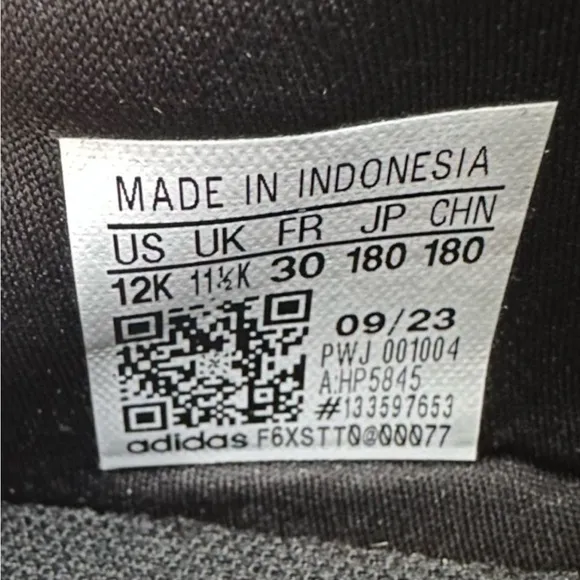 MADE IN INDONESIA
US UK FR JP CHN
12K 11½K 30 180 180
09/23
PWJ 001004
A:HP5845
#133597653
adidas F6XSTT0@00077